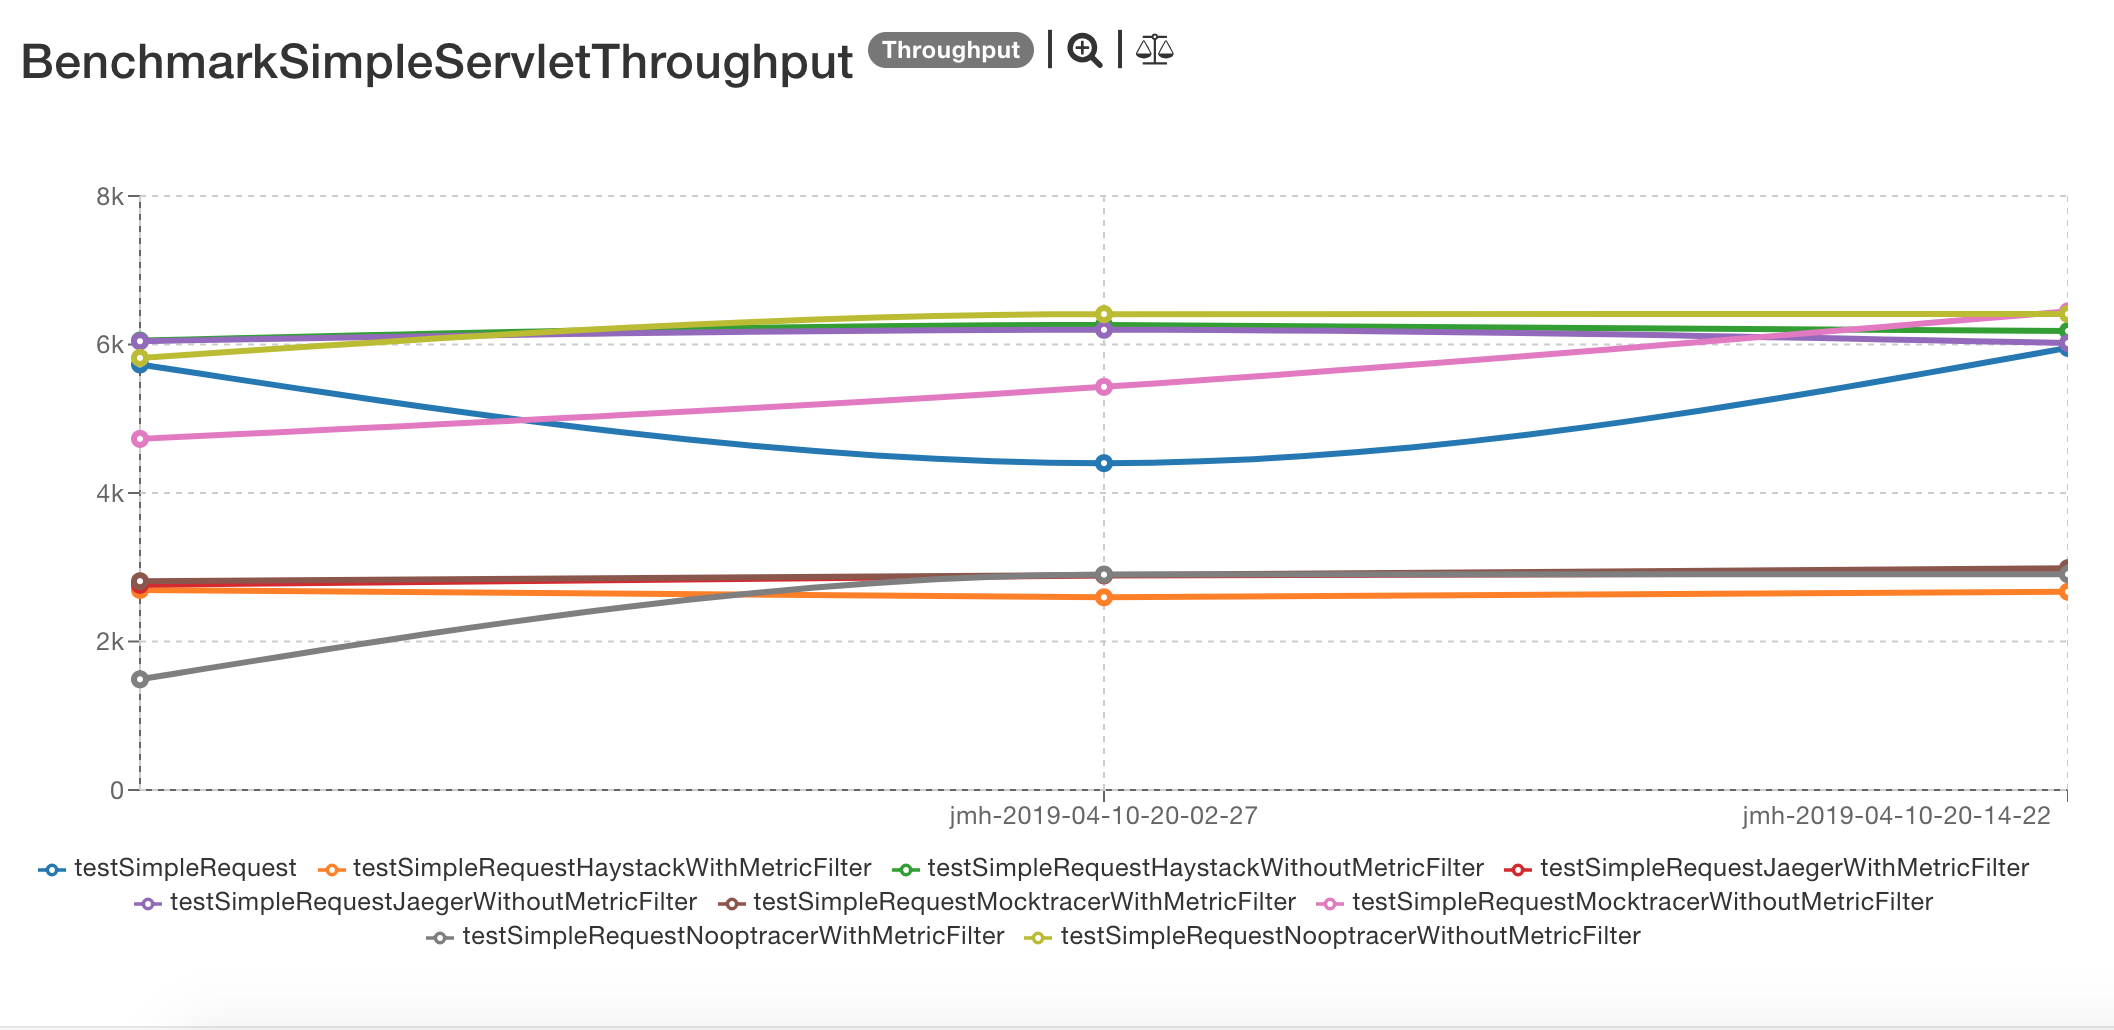 BenchmarkSimpleServletThroughput Throughput
8k
6k
4k
2k
0
jmh-2019-04-10-20-02-27 jmh-2019-04-10-20-14-22
testSimpleRequest testSimpleRequestHaystackWithMetricFilter testSimpleRequestHaystackWithoutMetricFilter testSimpleRequestJaegerWithMetricFilter
testSimpleRequestJaegerWithoutMetricFilter testSimpleRequestMocktracerWithMetricFilter testSimpleRequestMocktracerWithoutMetricFilter
testSimpleRequestNooptracerWithMetricFilter testSimpleRequestNooptracerWithoutMetricFilter